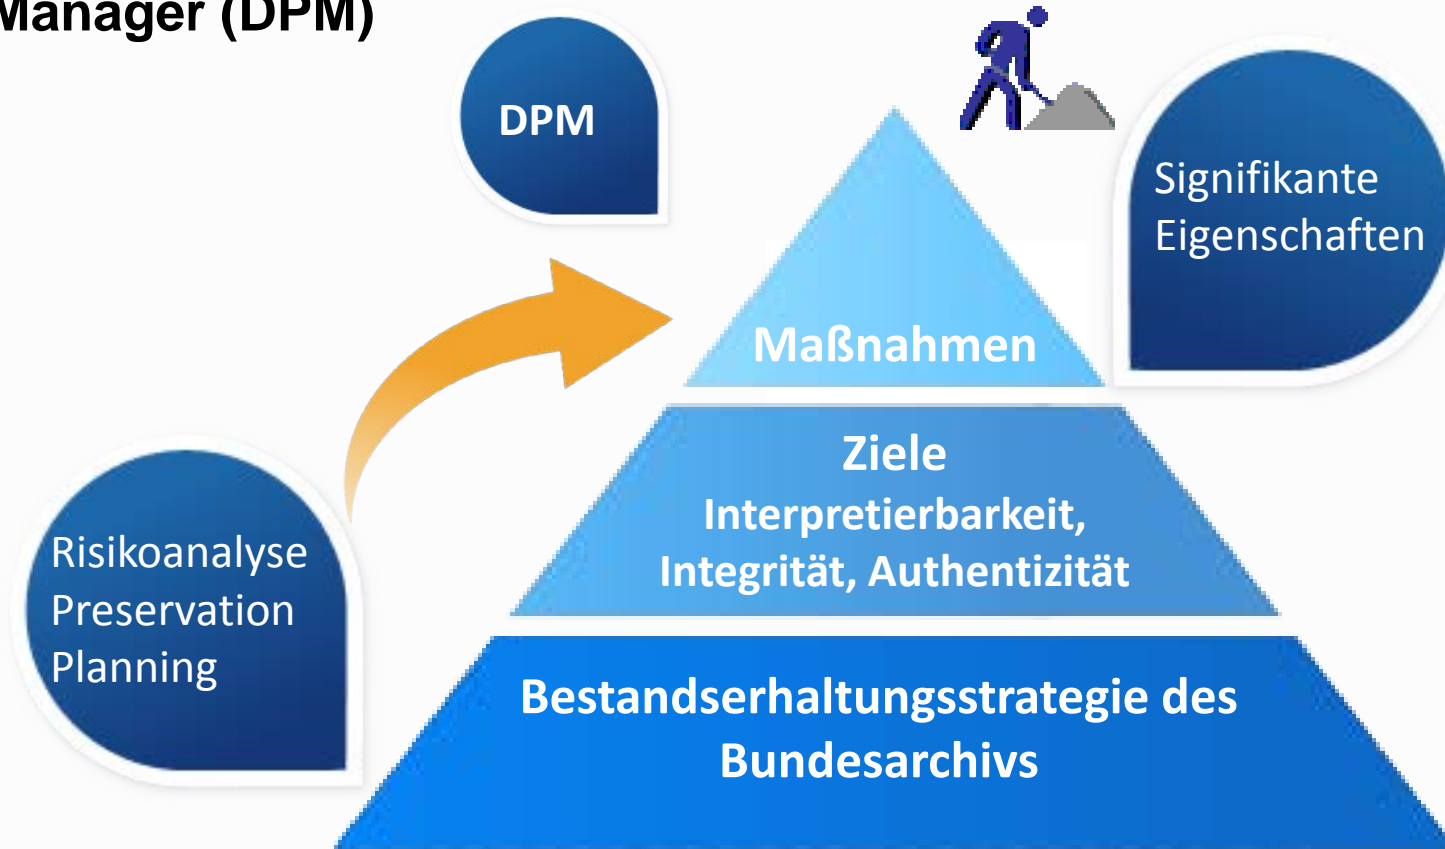 Manager (DPM)
DPM
Signifikante
Eigenschaften
Maßnahmen
Ziele
Interpretierbarkeit,
Integrität, Authentizität
Risikoanalyse
Preservation
Planning
Bestandserhaltungsstrategie des
Bundesarchivs